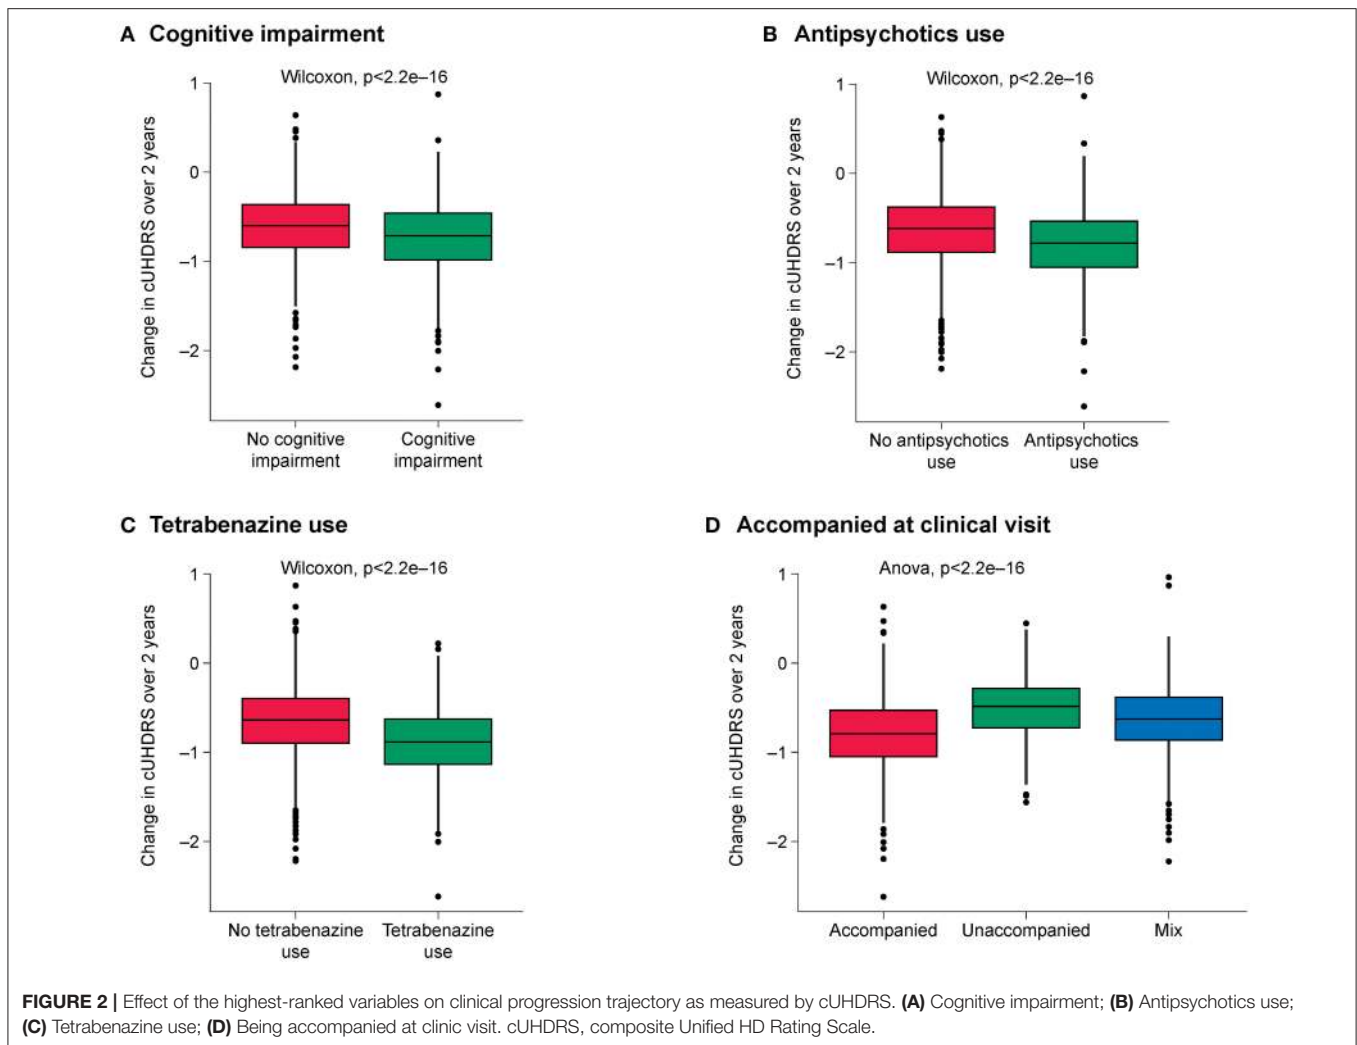 A Cognitive impairment
Wilcoxon, p<2.2e–16
Change in cUHDRS over 2 years
1
0
–1
–2
No cognitive
impairment
Cognitive
impairment
B Antipsychotics use
Wilcoxon, p<2.2e–16
Change in cUHDRS over 2 years
1
0
–1
–2
No antipsychotics
use
Antipsychotics
use
C Tetrabenazine use
Wilcoxon, p<2.2e–16
Change in cUHDRS over 2 years
1
0
–1
–2
No tetrabenazine
use
Tetrabenazine
use
D Accompanied at clinical visit
Anova, p<2.2e–16
Change in cUHDRS over 2 years
1
0
–1
–2
Accompanied
Unaccompanied
Mix
FIGURE 2 | Effect of the highest-ranked variables on clinical progression trajectory as measured by cUHDRS. (A) Cognitive impairment; (B) Antipsychotics use;
(C) Tetrabenazine use; (D) Being accompanied at clinic visit. cUHDRS, composite Unified HD Rating Scale.